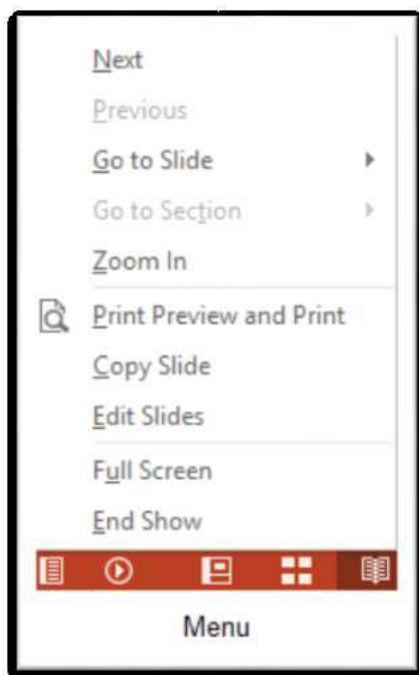 Next
Previous
Go to Slide
Go to Section
Zoom In
Print Preview and Print
Copy Slide
Edit Slides
Full Screen
End Show
Menu